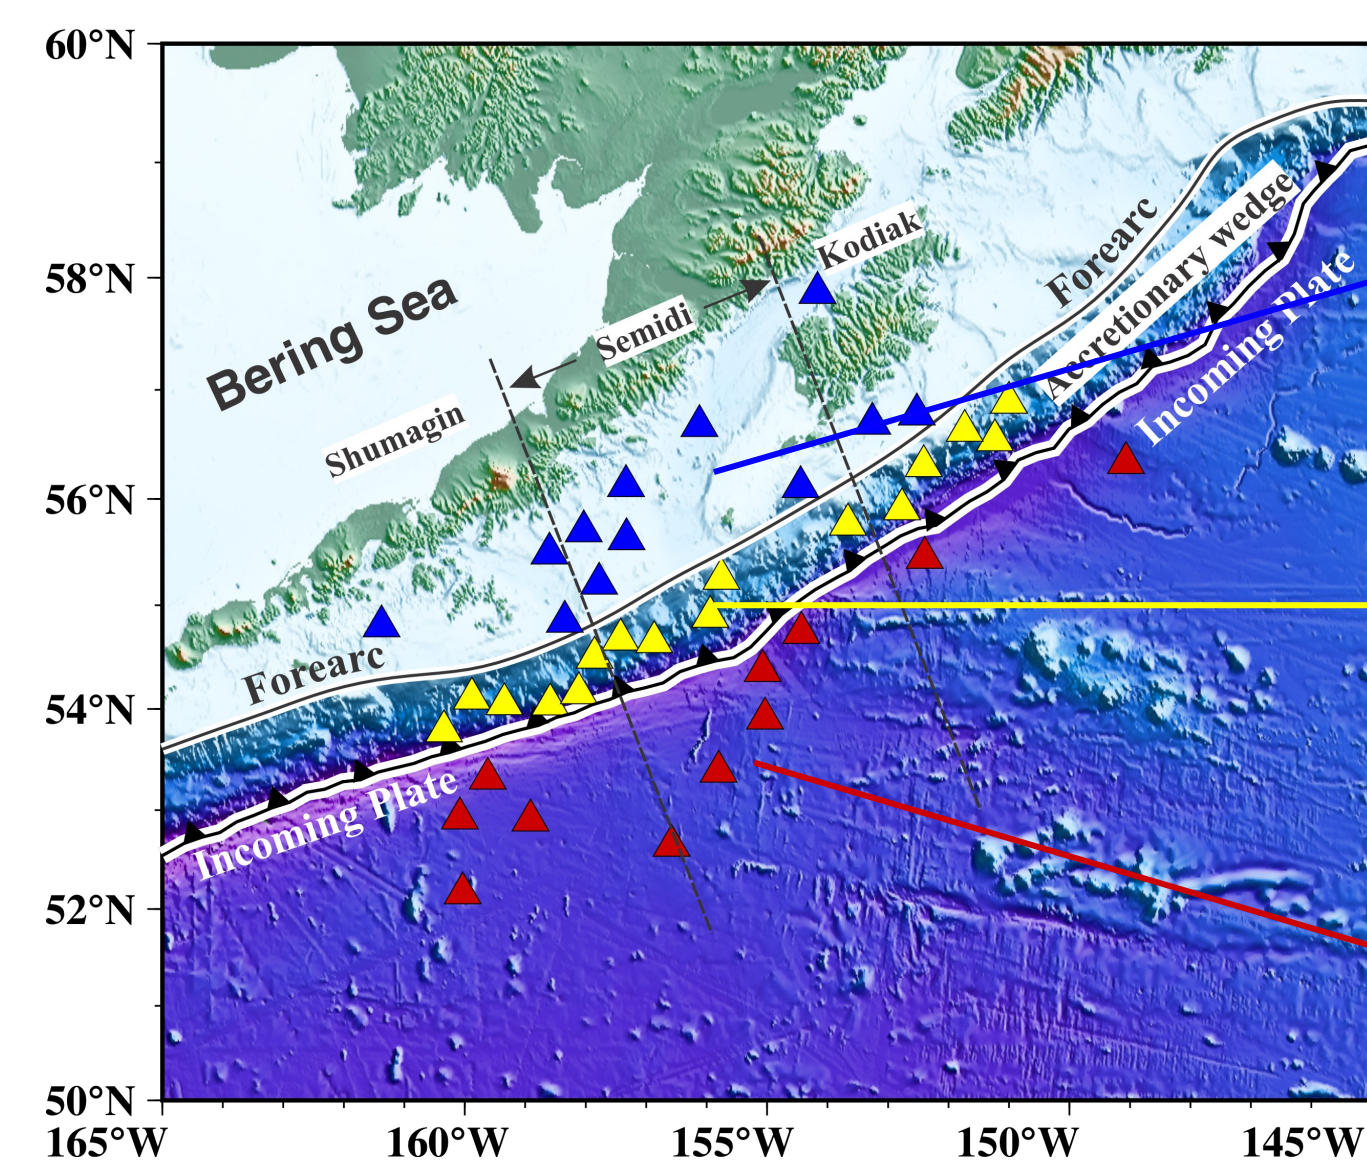 60°N
58°N
56°N
54°N
52°N
50°N
165°W
160°W
155°W
150°W
145°W
Bering Sea
Shumagin
Semidi
Kodiak
Forearc
Accretionary wedge
Incoming Plate
Forearc
Incoming Plate